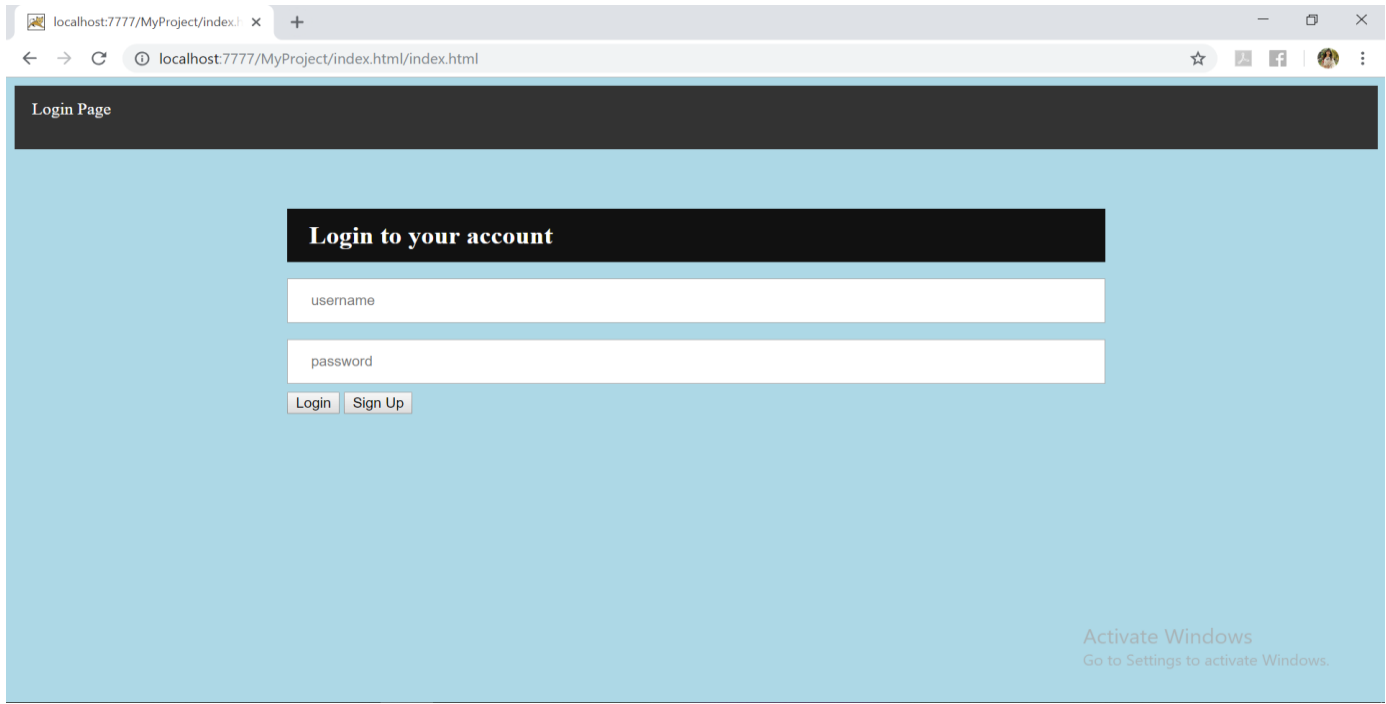 localhost:7777/MyProject/index.h
localhost:7777/MyProject/index.html/index.html
Login Page
Login to your account
username
password
Login Sign Up
Activate Windows
Go to Settings to activate Windows.